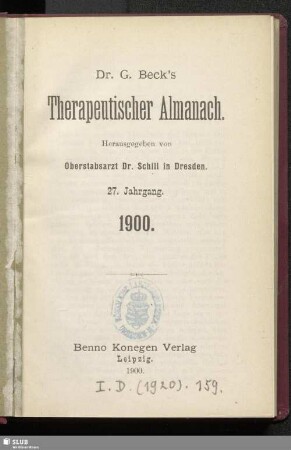 Dr. G. Beck's
Therapeutischer Almanach.
Herausgegeben von
Oberstabsarzt Dr. Schill in Dresden.
27. Jahrgang.
1900.
Benno Konegen Verlag
Leipzig.
1900.
I. D. (1920). 159.
SLUB